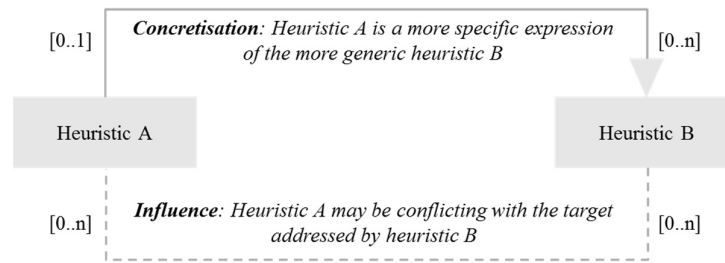 [0..1]
Concretisation: Heuristic A is a more specific expression
of the more generic heuristic B
[0..n]
Heuristic A
Heuristic B
[0..n]
Influence: Heuristic A may be conflicting with the target
addressed by heuristic B
[0..n]